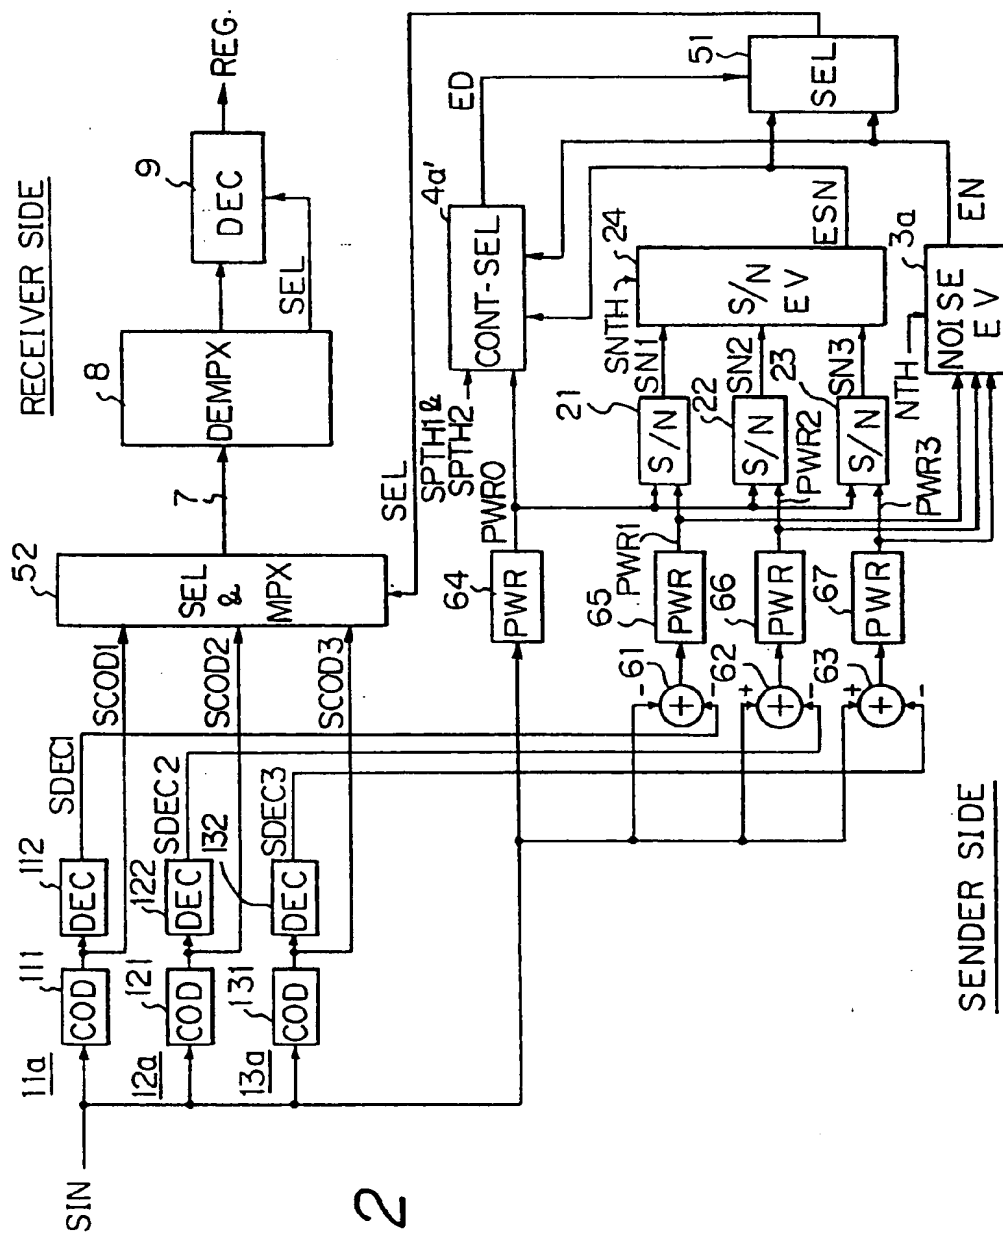 SIN
11a
111
COD
112
DEC
SDEC1
SCOD1
12a
121
COD
122
DEC
SDEC2
SCOD2
13a
131
COD
132
DEC
SDEC3
SCOD3
52
SEL
&
MPX
7
RECEIVER SIDE
8
DEMPX
SEL
9
DEC
REG.
SEL
64
PWR
PWR0
SPTH1 &
SPTH2
4a'
CONT-SEL
ED
51
SEL
61
+
-
-
65
PWR
PWR1
62
+
+
-
66
PWR
PWR2
63
+
+
-
67
PWR
PWR3
21
S/N
SN1
22
S/N
SN2
23
S/N
SN3
SNTH
24
S/N
EV
ESN
NTH
3a
NOISE
EV
EN
SENDER SIDE
2